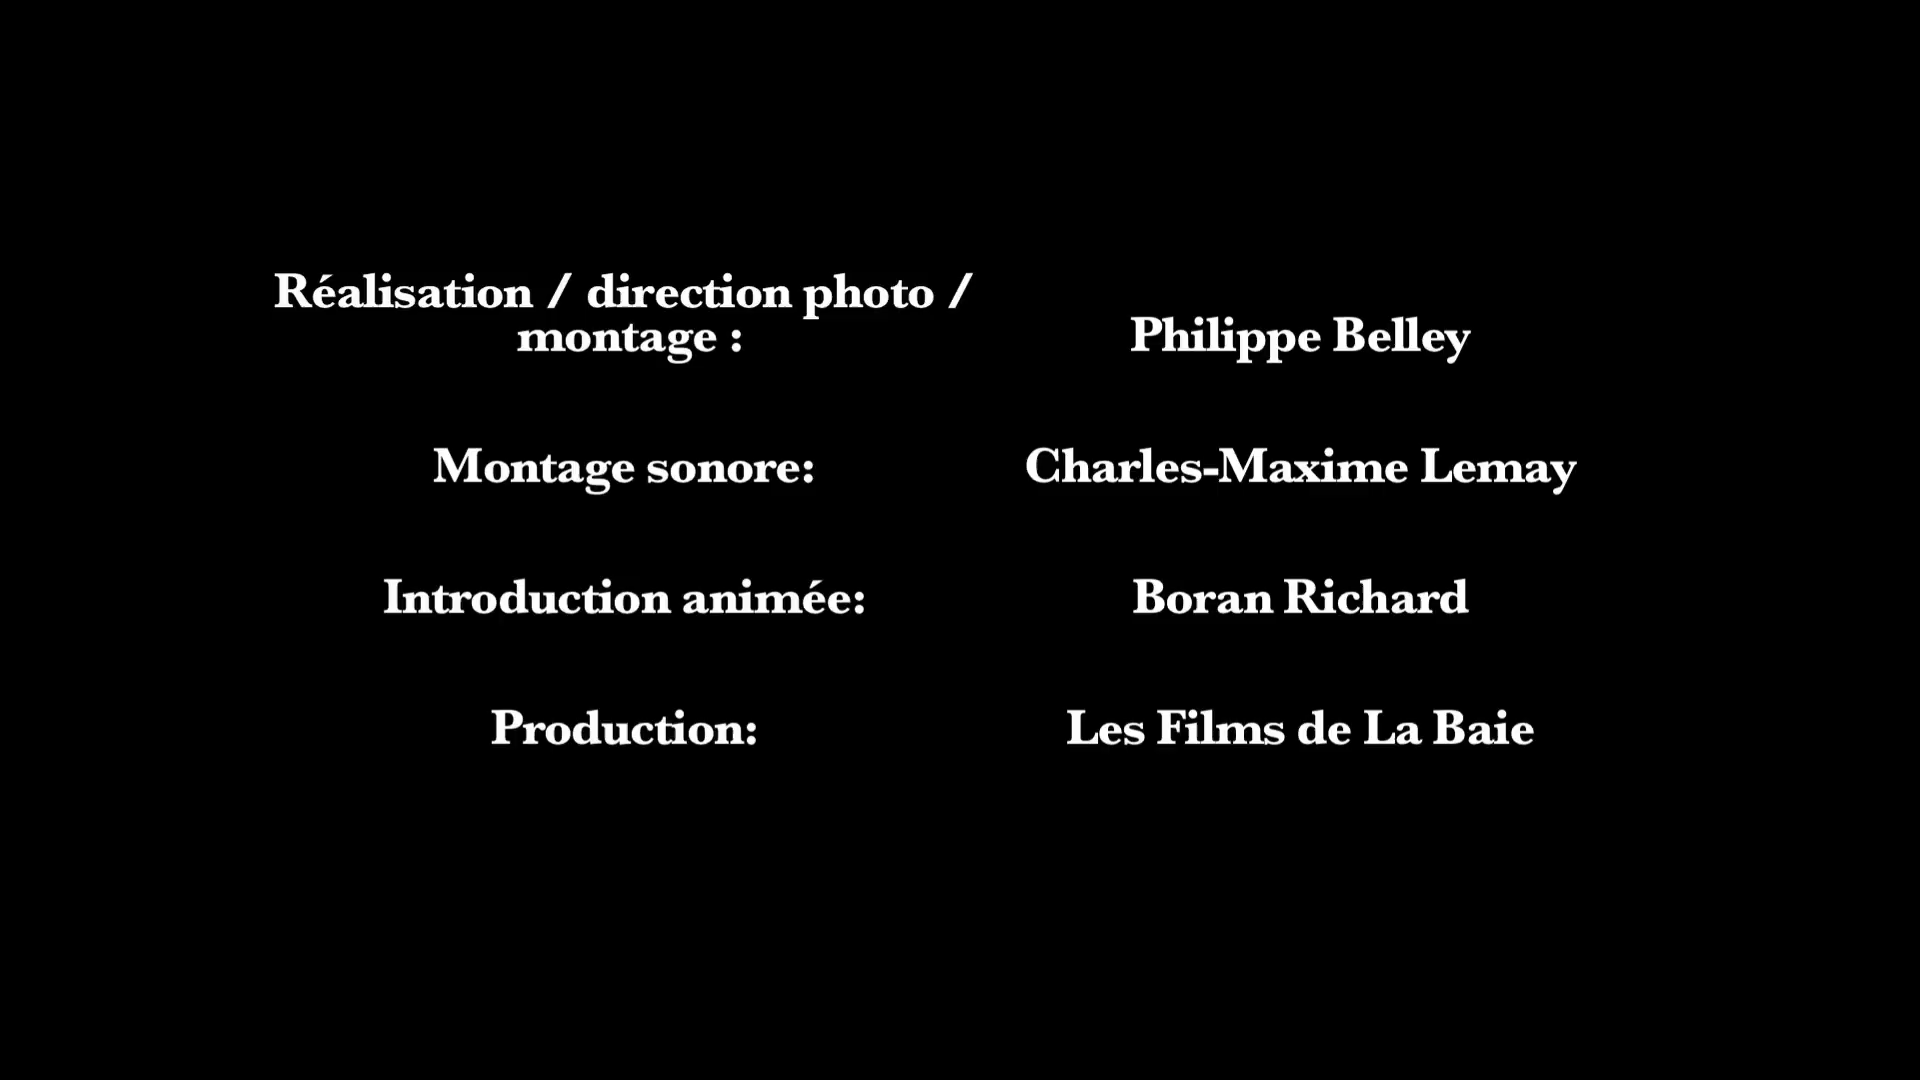 Réalisation / direction photo /
montage :
Philippe Belley
Montage sonore:
Charles-Maxime Lemay
Introduction animée:
Boran Richard
Production:
Les Films de La Baie